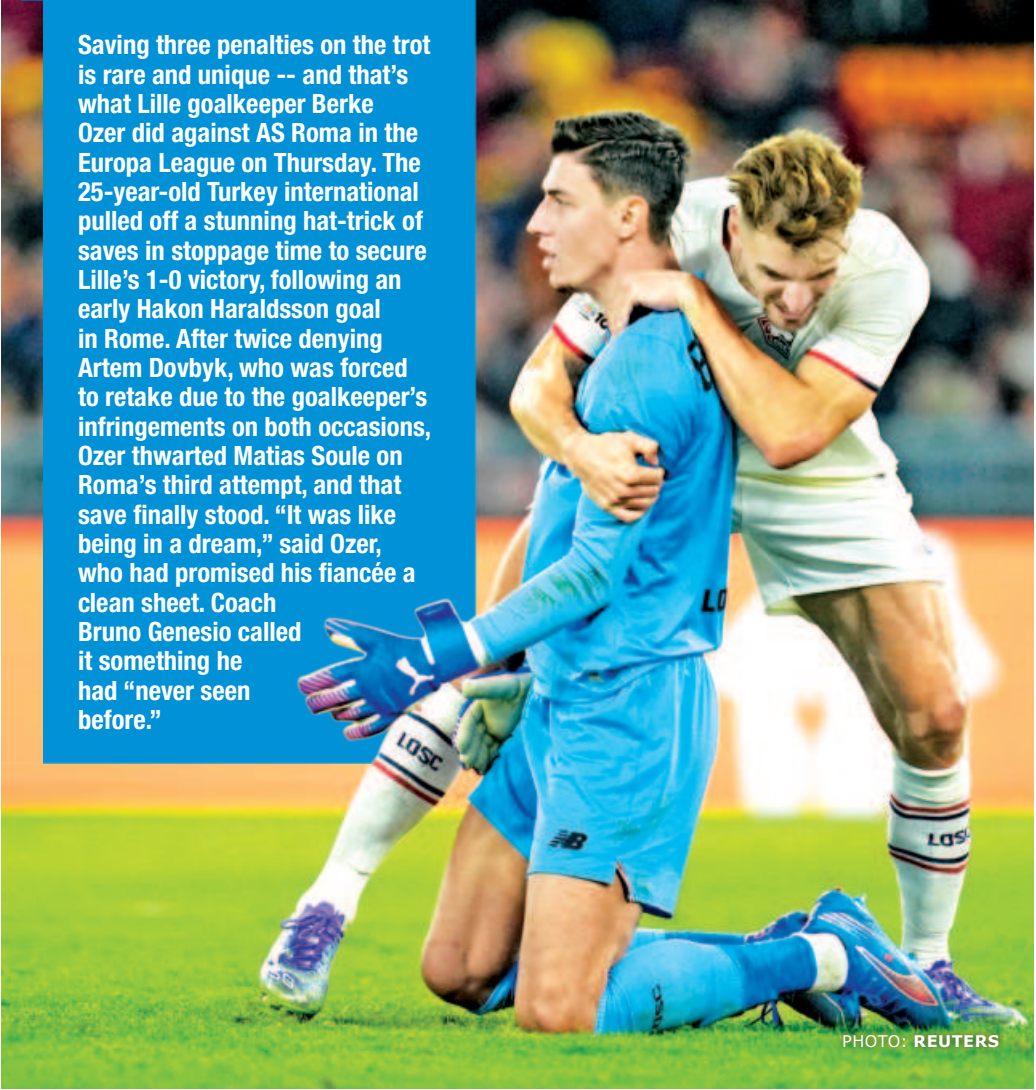 Saving three penalties on the trot
is rare and unique -- and that's
what Lille goalkeeper Berke
Ozer did against AS Roma in the
Europa League on Thursday. The
25-year-old Turkey international
pulled off a stunning hat-trick of
saves in stoppage time to secure
Lille's 1-0 victory, following an
early Hakon Haraldsson goal
in Rome. After twice denying
Artem Dovbyk, who was forced
to retake due to the goalkeeper's
infringements on both occasions,
Ozer thwarted Matias Soule on
Roma's third attempt, and that
save finally stood. “It was like
being in a dream,” said Ozer,
who had promised his fiancée a
clean sheet. Coach
Bruno Genesio called
it something he
had “never seen
before.”
LO
LOSC
NB
LOSC
PHOTO: REUTERS